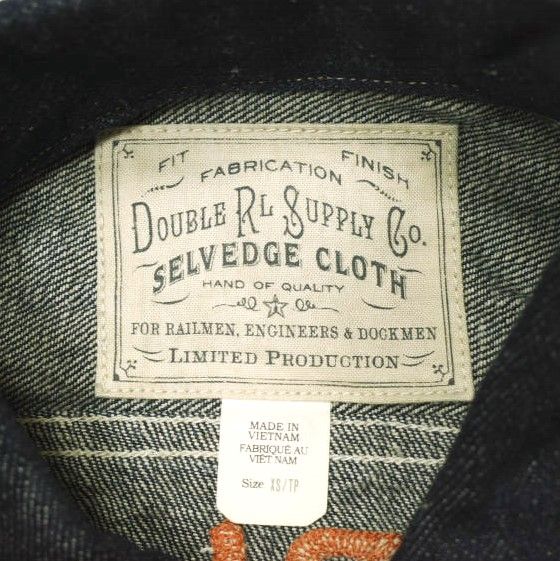 FIT FABRICATION FINISH
DOUBLE RL SUPPLY CO.
SELVEDGE CLOTH
HAND OF QUALITY
FOR RAILMEN, ENGINEERS & DOCKMEN
LIMITED PRODUCTION
MADE IN
VIETNAM
FABRIQUÉ AU
VIÊT NAM
Size XS/TP